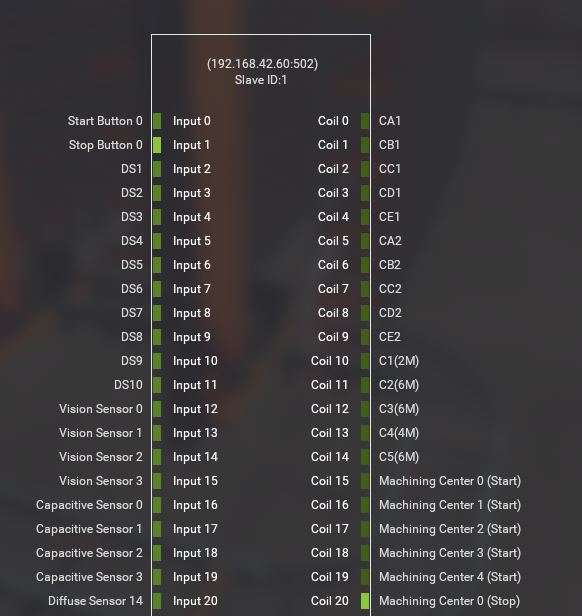 (192.168.42.60:502)
Slave ID:1
Start Button 0 Input 0 Coil 0 CA1
Stop Button 0 Input 1 Coil 1 CB1
DS1 Input 2 Coil 2 CC1
DS2 Input 3 Coil 3 CD1
DS3 Input 4 Coil 4 CE1
DS4 Input 5 Coil 5 CA2
DS5 Input 6 Coil 6 CB2
DS6 Input 7 Coil 7 CC2
DS7 Input 8 Coil 8 CD2
DS8 Input 9 Coil 9 CE2
DS9 Input 10 Coil 10 C1(2M)
DS10 Input 11 Coil 11 C2(6M)
Vision Sensor 0 Input 12 Coil 12 C3(6M)
Vision Sensor 1 Input 13 Coil 13 C4(4M)
Vision Sensor 2 Input 14 Coil 14 C5(6M)
Vision Sensor 3 Input 15 Coil 15 Machining Center 0 (Start)
Capacitive Sensor 0 Input 16 Coil 16 Machining Center 1 (Start)
Capacitive Sensor 1 Input 17 Coil 17 Machining Center 2 (Start)
Capacitive Sensor 2 Input 18 Coil 18 Machining Center 3 (Start)
Capacitive Sensor 3 Input 19 Coil 19 Machining Center 4 (Start)
Diffuse Sensor 14 Input 20 Coil 20 Machining Center 0 (Stop)